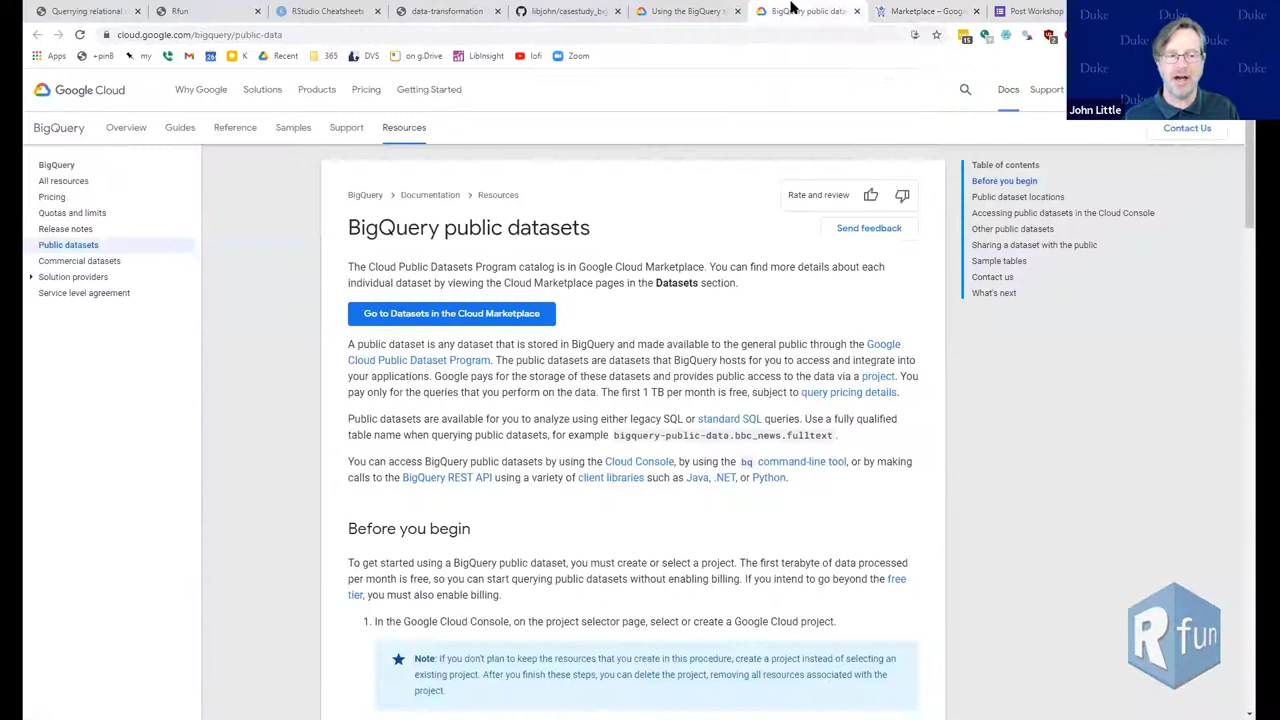 Querying relational
Rfun
RStudio Cheatsheets
data-transformation
libjohn/casestudy_big
Using the BigQuery s
BigQuery public data
Marketplace – Google
Post Workshop
cloud.google.com/bigquery/public-data
Apps
+pinB
my
26
K
Recent
365
DVS
on g.Drive
LibInsight
lofi
Zoom
Duke
Duke
Duke
Duke
Duke
Duke
Duke
John Little
Google Cloud
Why Google
Solutions
Products
Pricing
Getting Started
Docs
Support
BigQuery
Overview
Guides
Reference
Samples
Support
Resources
Contact Us
BigQuery
All resources
Pricing
Quotas and limits
Release notes
Public datasets
Commercial datasets
Solution providers
Service level agreement
BigQuery > Documentation > Resources
Rate and review
BigQuery public datasets
Send feedback
The Cloud Public Datasets Program catalog is in Google Cloud Marketplace. You can find more details about each
individual dataset by viewing the Cloud Marketplace pages in the Datasets section.
Go to Datasets in the Cloud Marketplace
A public dataset is any dataset that is stored in BigQuery and made available to the general public through the Google
Cloud Public Dataset Program. The public datasets are datasets that BigQuery hosts for you to access and integrate into
your applications. Google pays for the storage of these datasets and provides public access to the data via a project. You
pay only for the queries that you perform on the data. The first 1 TB per month is free, subject to query pricing details.
Public datasets are available for you to analyze using either legacy SQL or standard SQL queries. Use a fully qualified
table name when querying public datasets, for example bigquery-public-data.bbc_news.fulltext.
You can access BigQuery public datasets by using the Cloud Console, by using the bq command-line tool, or by making
calls to the BigQuery REST API using a variety of client libraries such as Java, .NET, or Python.
Before you begin
To get started using a BigQuery public dataset, you must create or select a project. The first terabyte of data processed
per month is free, so you can start querying public datasets without enabling billing. If you intend to go beyond the free
tier, you must also enable billing.
1. In the Google Cloud Console, on the project selector page, select or create a Google Cloud project.
Note: If you don't plan to keep the resources that you create in this procedure, create a project instead of selecting an
existing project. After you finish these steps, you can delete the project, removing all resources associated with the
project.
Table of contents
Before you begin
Public dataset locations
Accessing public datasets in the Cloud Console
Other public datasets
Sharing a dataset with the public
Sample tables
Contact us
What's next
R fun